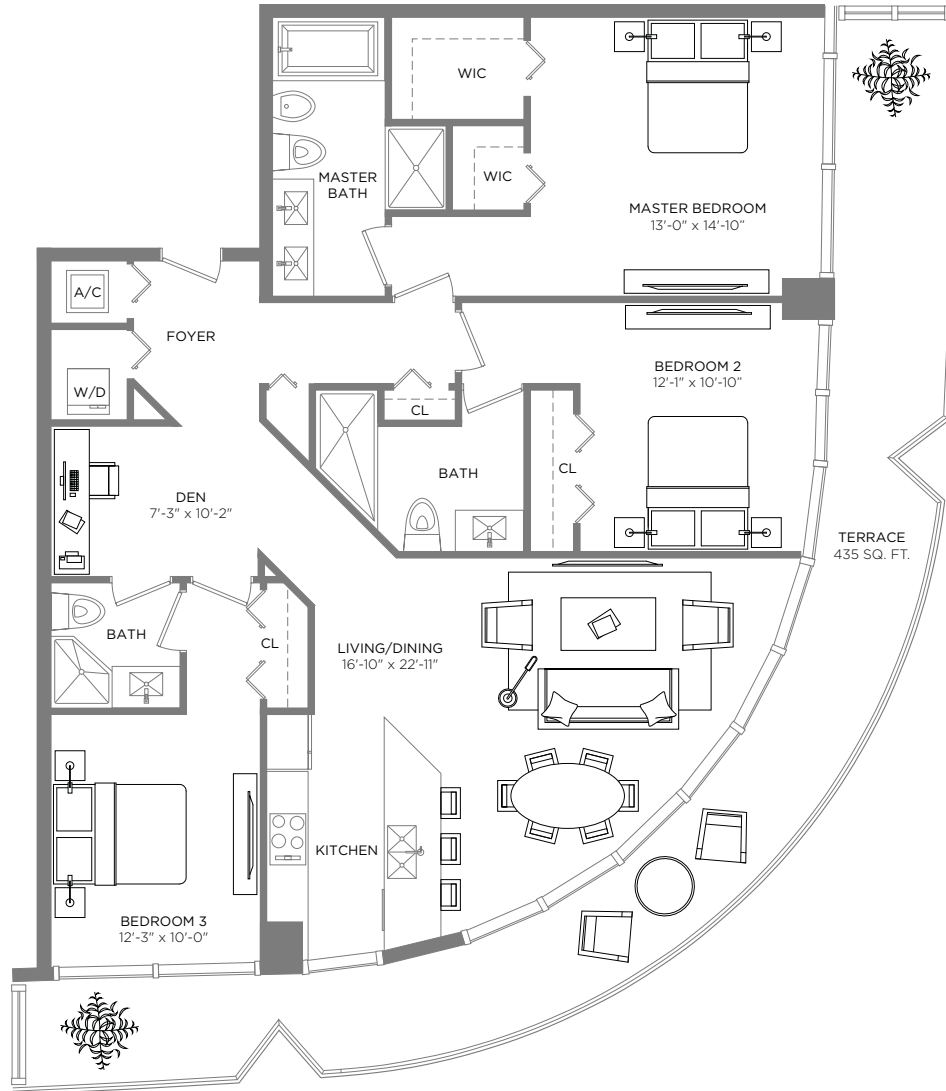 WIC
WIC
MASTER
BATH
MASTER BEDROOM
13'-0" x 14'-10"
A/C
FOYER
W/D
CL
BEDROOM 2
12'-1" x 10'-10"
BATH
CL
DEN
7'-3" x 10'-2"
TERRACE
435 SQ. FT.
BATH
CL
LIVING/DINING
16'-10" x 22'-11"
KITCHEN
BEDROOM 3
12'-3" x 10'-0"